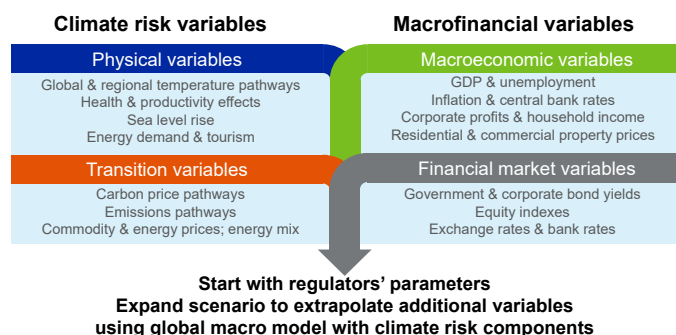 Climate risk variables
Physical variables
Global & regional temperature pathways
Health & productivity effects
Sea level rise
Energy demand & tourism
Transition variables
Carbon price pathways
Emissions pathways
Commodity & energy prices; energy mix
Macrofinancial variables
Macroeconomic variables
GDP & unemployment
Inflation & central bank rates
Corporate profits & household income
Residential & commercial property prices
Financial market variables
Government & corporate bond yields
Equity indexes
Exchange rates & bank rates
Start with regulators’ parameters
Expand scenario to extrapolate additional variables
using global macro model with climate risk components